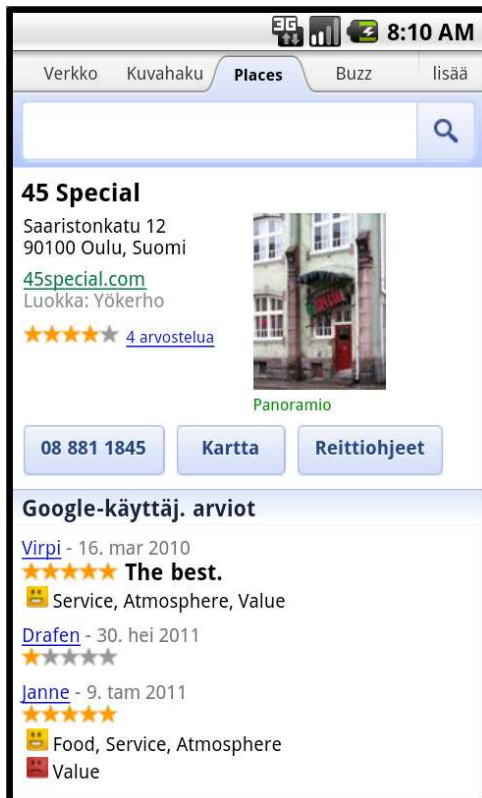 3G 8:10 AM
Verkko Kuvahaku Places Buzz lisää
45 Special
Saaristonkatu 12
90100 Oulu, Suomi
45special.com
Luokka: Yökerho
4 arvostelua
SPECIAL
Panoramio
08 881 1845 Kartta Reittiohjeet
Google-käyttäj. arviot
Virpi - 16. mar 2010
The best.
Service, Atmosphere, Value
Drafen - 30. hei 2011
Janne - 9. tam 2011
Food, Service, Atmosphere
Value